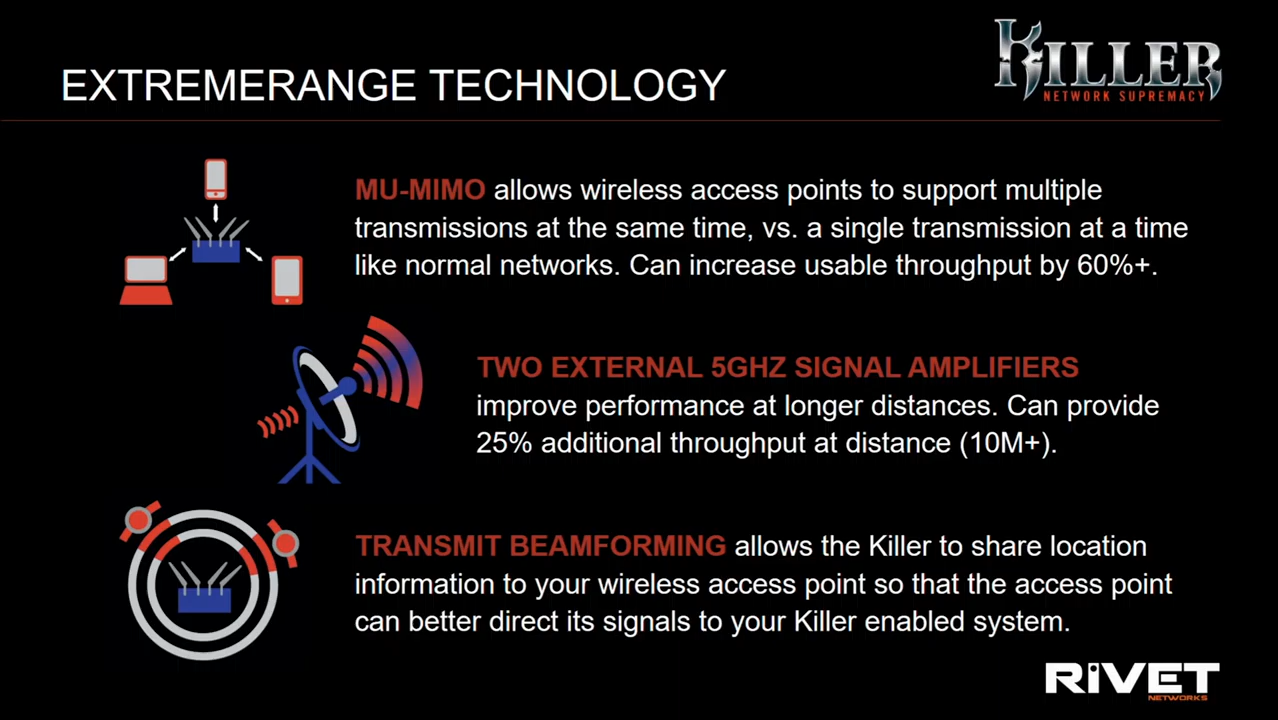 KILLER
NETWORK SUPREMACY
EXTREMERANGE TECHNOLOGY
MU-MIMO allows wireless access points to support multiple
transmissions at the same time, vs. a single transmission at a time
like normal networks. Can increase usable throughput by 60%+.
TWO EXTERNAL 5GHZ SIGNAL AMPLIFIERS
improve performance at longer distances. Can provide
25% additional throughput at distance (10M+).
TRANSMIT BEAMFORMING allows the Killer to share location
information to your wireless access point so that the access point
can better direct its signals to your Killer enabled system.
RIVET
NETWORKS